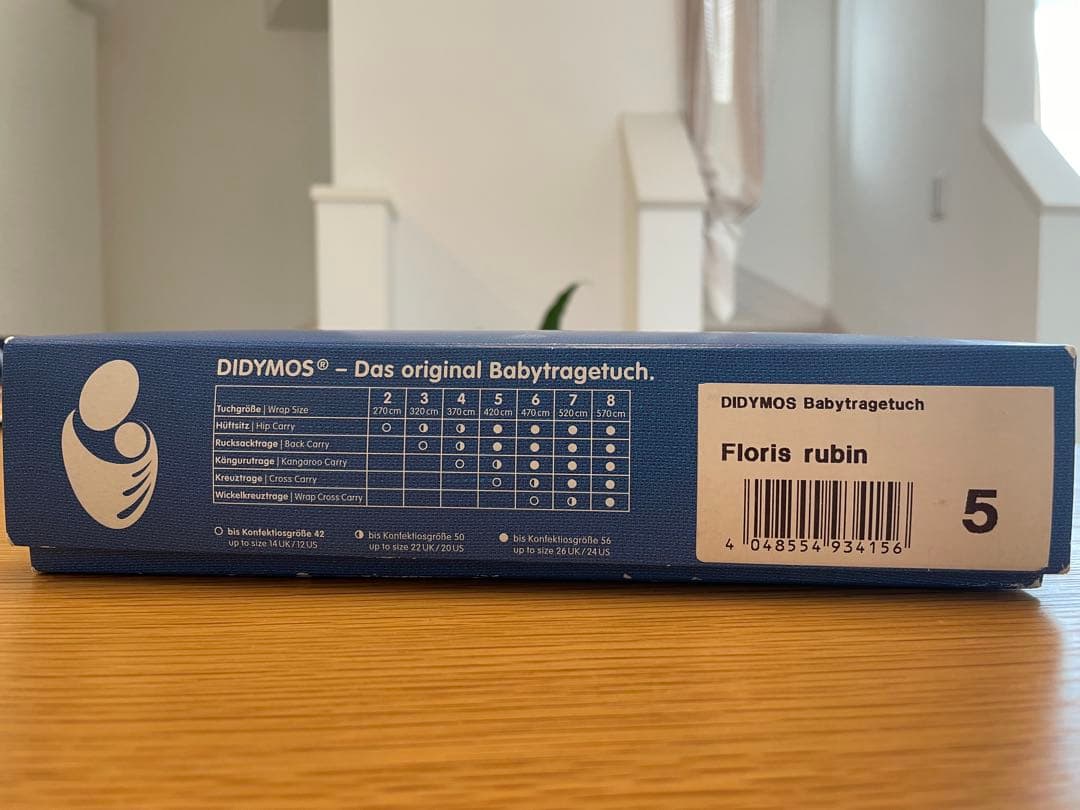 DIDYMOS® – Das original Babytragetuch.
Tuchgröße | Wrap Size 2 3 4 5 6 7 8
270 cm 320 cm 370 cm 420 cm 470 cm 520 cm 570 cm
Hüftsitz | Hip Carry
Rucksacktrage | Back Carry
Kängurutrage | Kangaroo Carry
Kreuztrage | Cross Carry
Wickelkreuztrage | Wrap Cross Carry
bis Konfektiosgröße 42
up to size 14 UK / 12 US
bis Konfektiosgröße 50
up to size 22 UK / 20 US
bis Konfektiosgröße 56
up to size 26 UK / 24 US
DIDYMOS Babytragetuch
Floris rubin
5
4 048554 934156